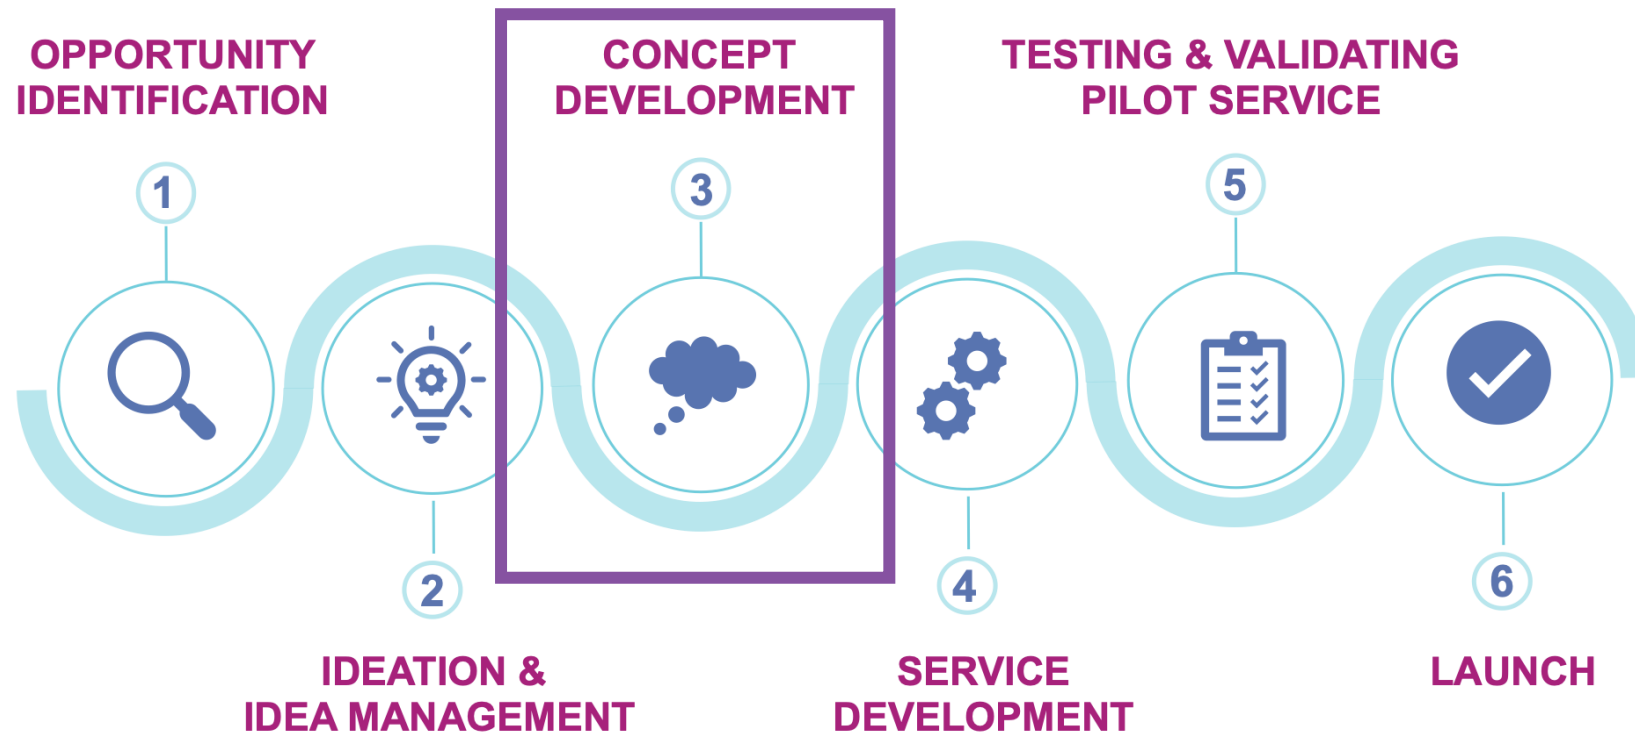 OPPORTUNITY
IDENTIFICATION
1
IDEATION &
IDEA MANAGEMENT
2
CONCEPT
DEVELOPMENT
3
SERVICE
DEVELOPMENT
4
TESTING & VALIDATING
PILOT SERVICE
5
LAUNCH
6